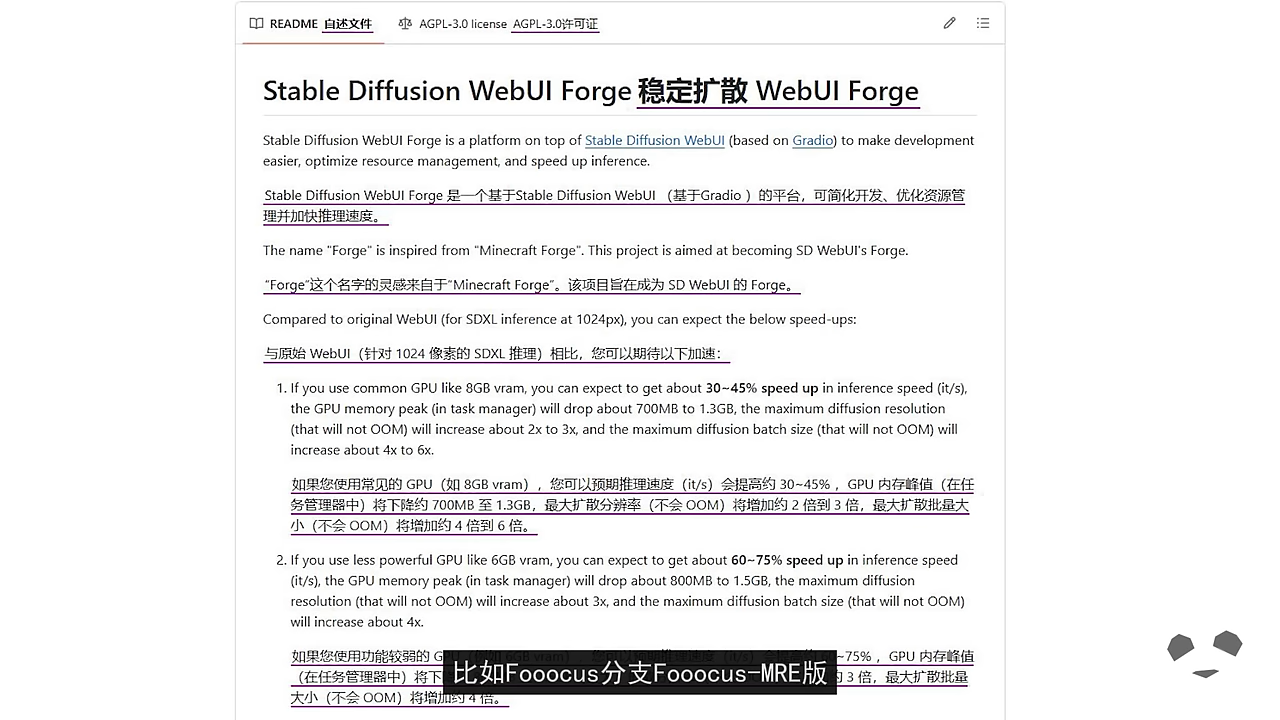 README 自述文件 AGPL-3.0 license AGPL-3.0许可证
Stable Diffusion WebUI Forge 稳定扩散 WebUI Forge
Stable Diffusion WebUI Forge is a platform on top of Stable Diffusion WebUI (based on Gradio) to make development
easier, optimize resource management, and speed up inference.
Stable Diffusion WebUI Forge 是一个基于Stable Diffusion WebUI （基于Gradio ）的平台，可简化开发、优化资源管
理并加快推理速度。
The name "Forge" is inspired from "Minecraft Forge". This project is aimed at becoming SD WebUI's Forge.
“Forge”这个名字的灵感来自于“Minecraft Forge”。该项目旨在成为 SD WebUI 的 Forge。
Compared to original WebUI (for SDXL inference at 1024px), you can expect the below speed-ups:
与原始 WebUI（针对 1024 像素的 SDXL 推理）相比，您可以期待以下加速：
1. If you use common GPU like 8GB vram, you can expect to get about 30~45% speed up in inference speed (it/s),
the GPU memory peak (in task manager) will drop about 700MB to 1.3GB, the maximum diffusion resolution
(that will not OOM) will increase about 2x to 3x, and the maximum diffusion batch size (that will not OOM) will
increase about 4x to 6x.
如果您使用常见的 GPU（如 8GB vram），您可以预期推理速度（it/s）会提高约 30~45% ，GPU 内存峰值（在任
务管理器中）将下降约 700MB 至 1.3GB，最大扩散分辨率（不会 OOM）将增加约 2 倍到 3 倍，最大扩散批量大
小（不会 OOM）将增加约 4 倍到 6 倍。
2. If you use less powerful GPU like 6GB vram, you can expect to get about 60~75% speed up in inference speed
(it/s), the GPU memory peak (in task manager) will drop about 800MB to 1.5GB, the maximum diffusion
resolution (that will not OOM) will increase about 3x, and the maximum diffusion batch size (that will not OOM)
will increase about 4x.
如果您使用功能较弱的 ~75% ，GPU 内存峰值
（在任务管理器中）将下 3 倍，最大扩散批量
大小（不会 OOM）将增加约 4 倍。
比如Fooocus分支Fooocus-MRE版